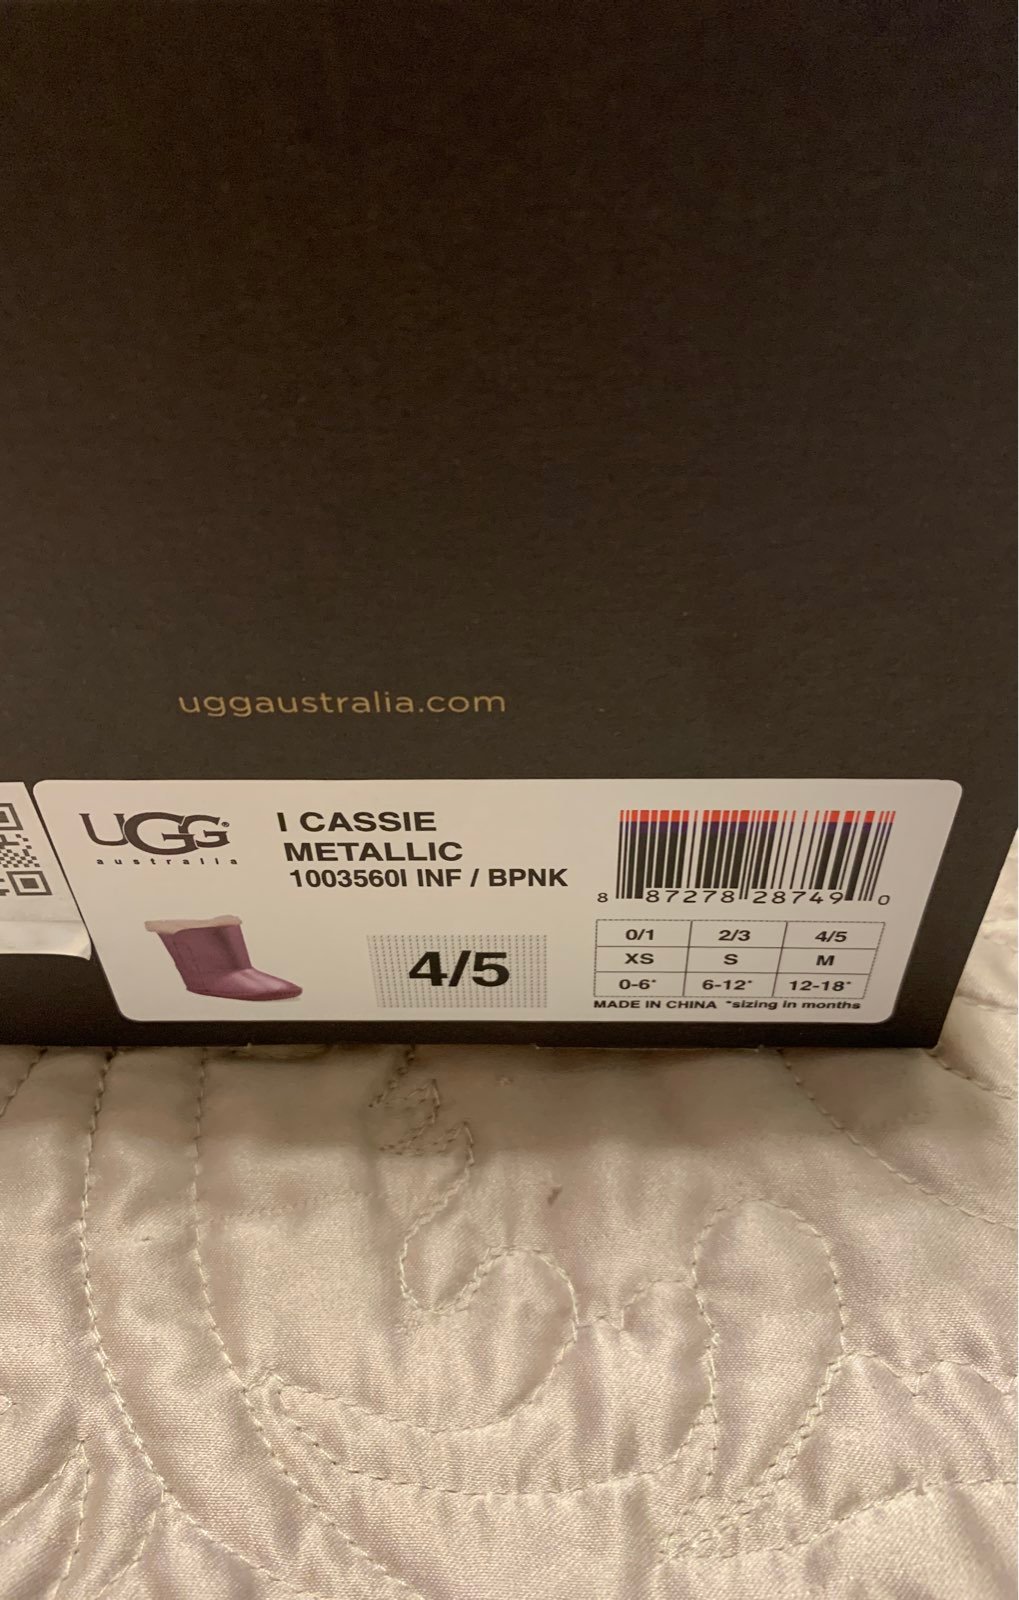 uggaustralia.com
UGG®
australia
I CASSIE
METALLIC
1003560I INF / BPNK
4/5
8 87278 28749 0
0/1 2/3 4/5
XS S M
0-6* 6-12* 12-18*
MADE IN CHINA *sizing in months